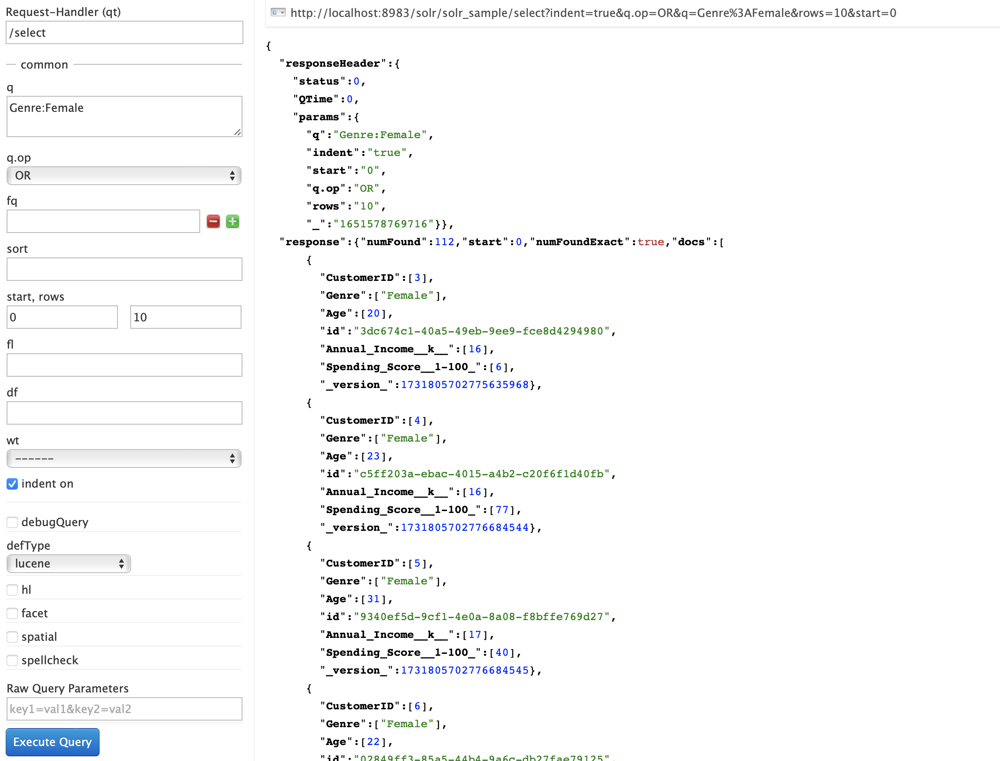 Request-Handler (qt)
/select
common
q
Genre:Female
q.op
OR
fq
sort
start, rows
0 10
fl
df
wt
------
indent on
debugQuery
defType
lucene
hl
facet
spatial
spellcheck
Raw Query Parameters
key1=val1&key2=val2
Execute Query
http://localhost:8983/solr/solr_sample/select?indent=true&q.op=OR&q=Genre%3AFemale&rows=10&start=0
{
"responseHeader":{
"status":0,
"QTime":0,
"params":{
"q":"Genre:Female",
"indent":"true",
"start":"0",
"q.op":"OR",
"rows":"10",
"_":"1651578769716"}},
"response":{"numFound":112,"start":0,"numFoundExact":true,"docs":[
{
"CustomerID":[3],
"Genre":["Female"],
"Age":[20],
"id":"3dc674c1-40a5-49eb-9ee9-fce8d4294980",
"Annual_Income__k__":[16],
"Spending_Score__1-100_":[6],
"_version_":1731805702775635968},
{
"CustomerID":[4],
"Genre":["Female"],
"Age":[23],
"id":"c5ff203a-ebac-4015-a4b2-c20f6f1d40fb",
"Annual_Income__k__":[16],
"Spending_Score__1-100_":[77],
"_version_":1731805702776684544},
{
"CustomerID":[5],
"Genre":["Female"],
"Age":[31],
"id":"9340ef5d-9cf1-4e0a-8a08-f8bffe769d27",
"Annual_Income__k__":[17],
"Spending_Score__1-100_":[40],
"_version_":1731805702776684545},
{
"CustomerID":[6],
"Genre":["Female"],
"Age":[22],
"id":"02849ff3-85a5-44b4-9a6c-db27fae79125",